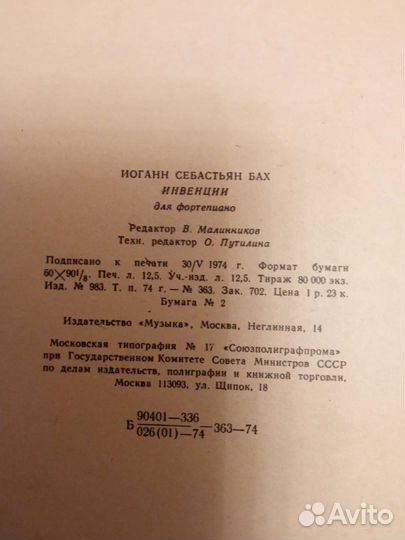 ИОГАНН СЕБАСТЬЯН БАХ
ИНВЕНЦИИ
для фортепиано
Редактор В. Малинников
Техн. редактор О. Путилина
Подписано к печати 30/V 1974 г. Формат бумаги
60×90 1/8. Печ. л. 12,5. Уч.-изд. л. 12,5. Тираж 80 000 экз.
Изд. № 983. Т. п. 74 г. — № 363. Зак. 702. Цена 1 р. 23 к.
Бумага № 2
Издательство «Музыка», Москва, Неглинная, 14
Московская типография № 17 «Союзполиграфпрома»
при Государственном Комитете Совета Министров СССР
по делам издательств, полиграфии и книжной торговли,
Москва 113093, ул. Щипок, 18
90401—336
Б ————— —363—74
026(01)—74
Avito